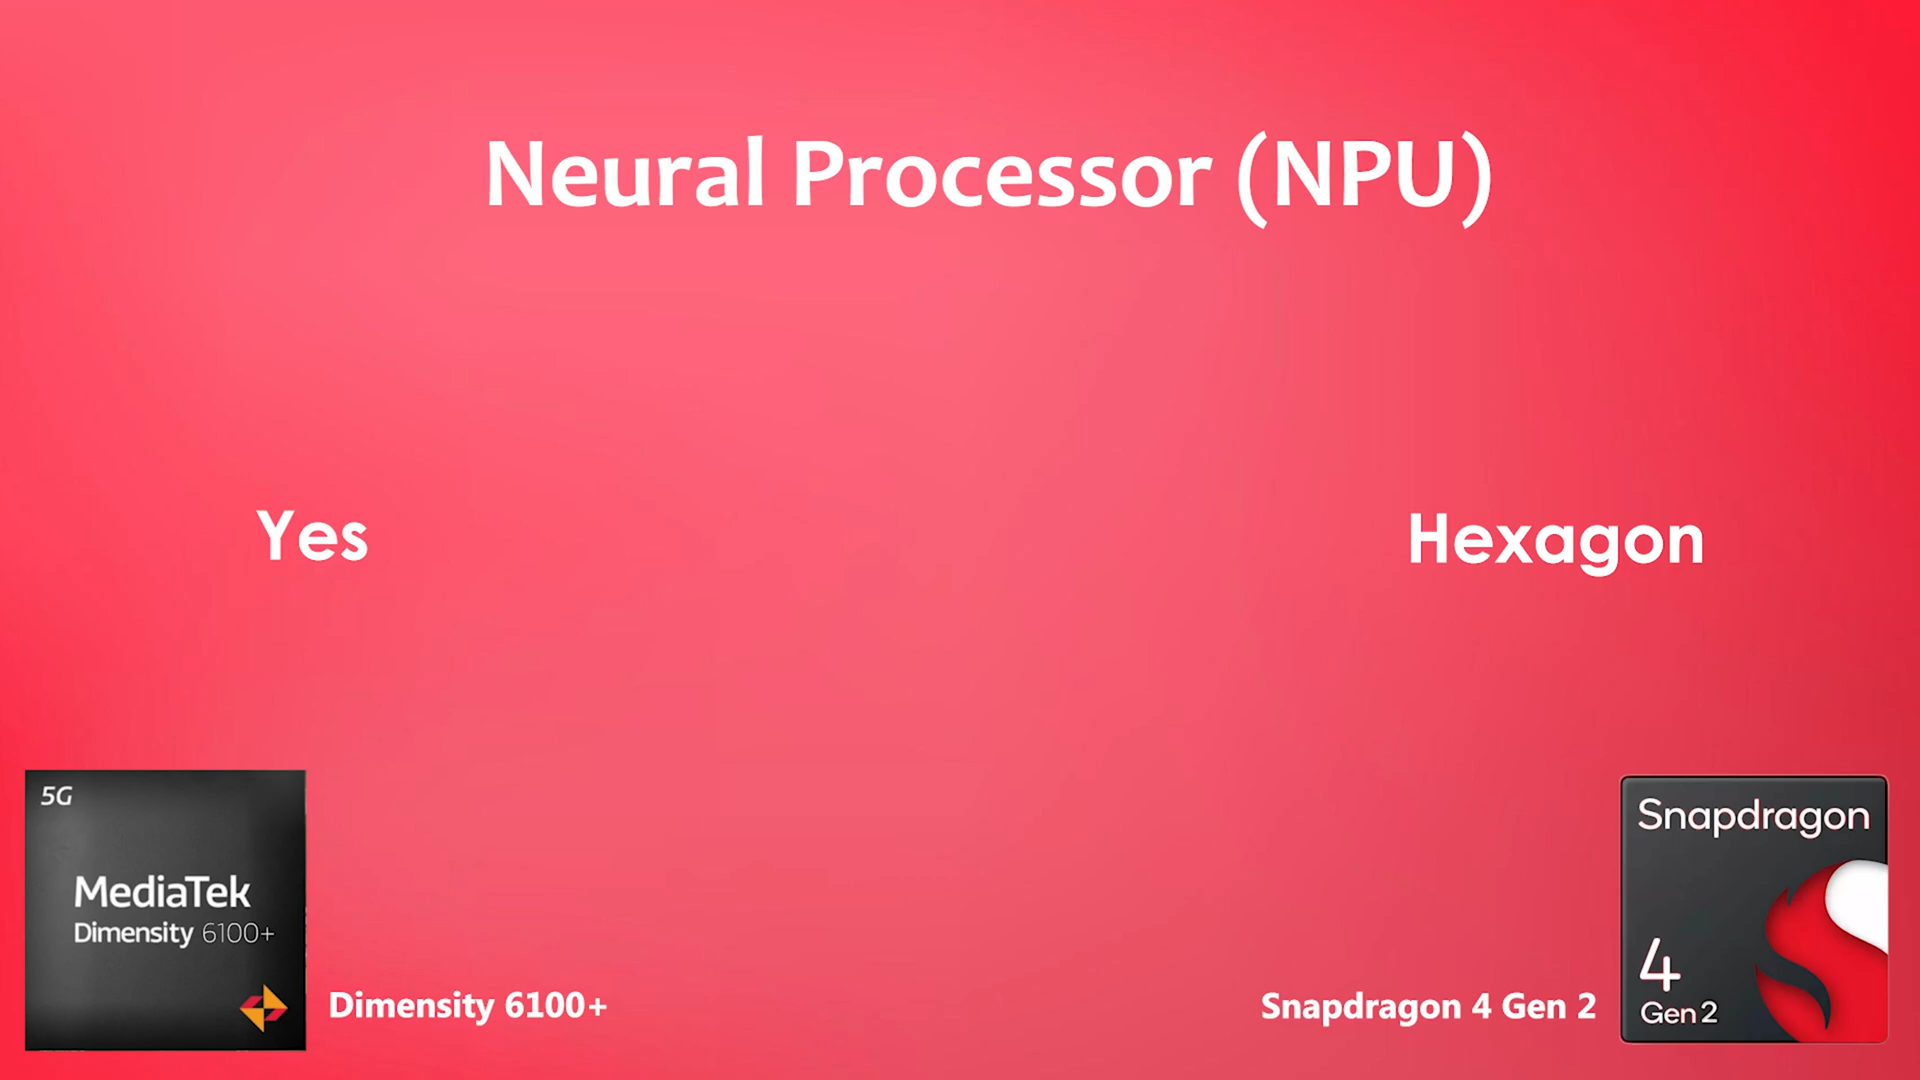 Neural Processor (NPU)
Yes
Hexagon
5G
MediaTek
Dimensity 6100+
Dimensity 6100+
Snapdragon 4 Gen 2
Snapdragon
4
Gen 2